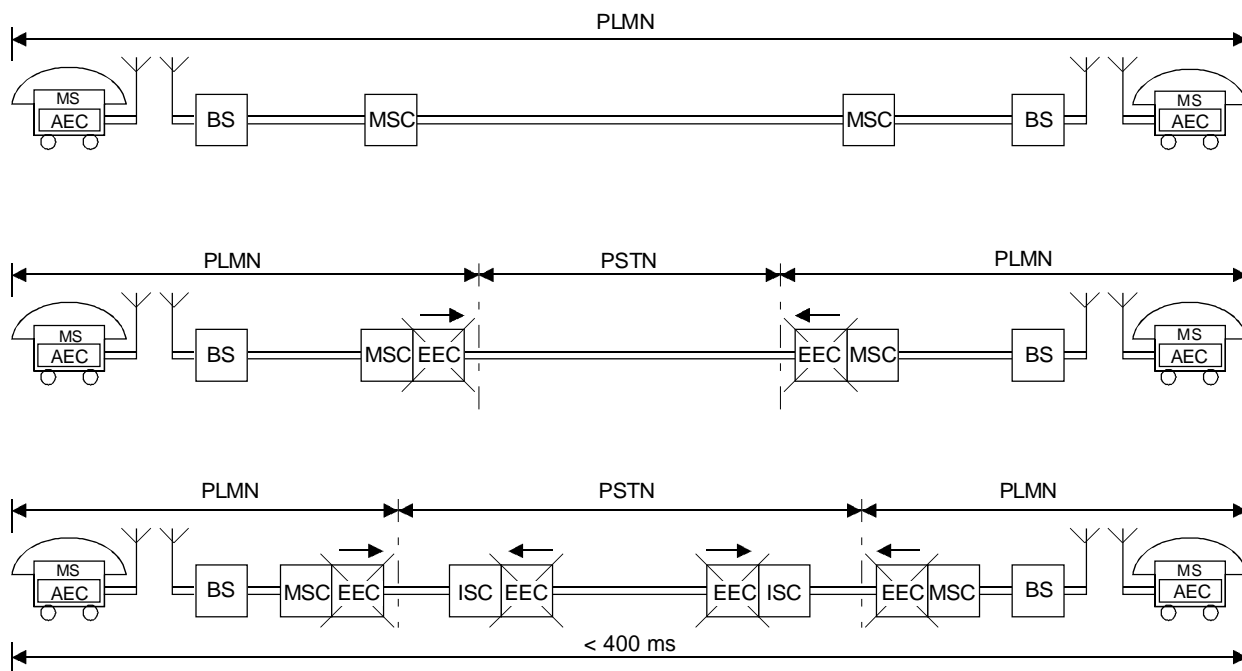 PLMN
MS AEC BS MSC MSC BS MS AEC
PLMN PSTN PLMN
MS AEC BS MSC EEC EEC MSC BS MS AEC
PLMN PSTN PLMN
MS AEC BS MSC EEC ISC EEC EEC ISC EEC MSC BS MS AEC
< 400 ms